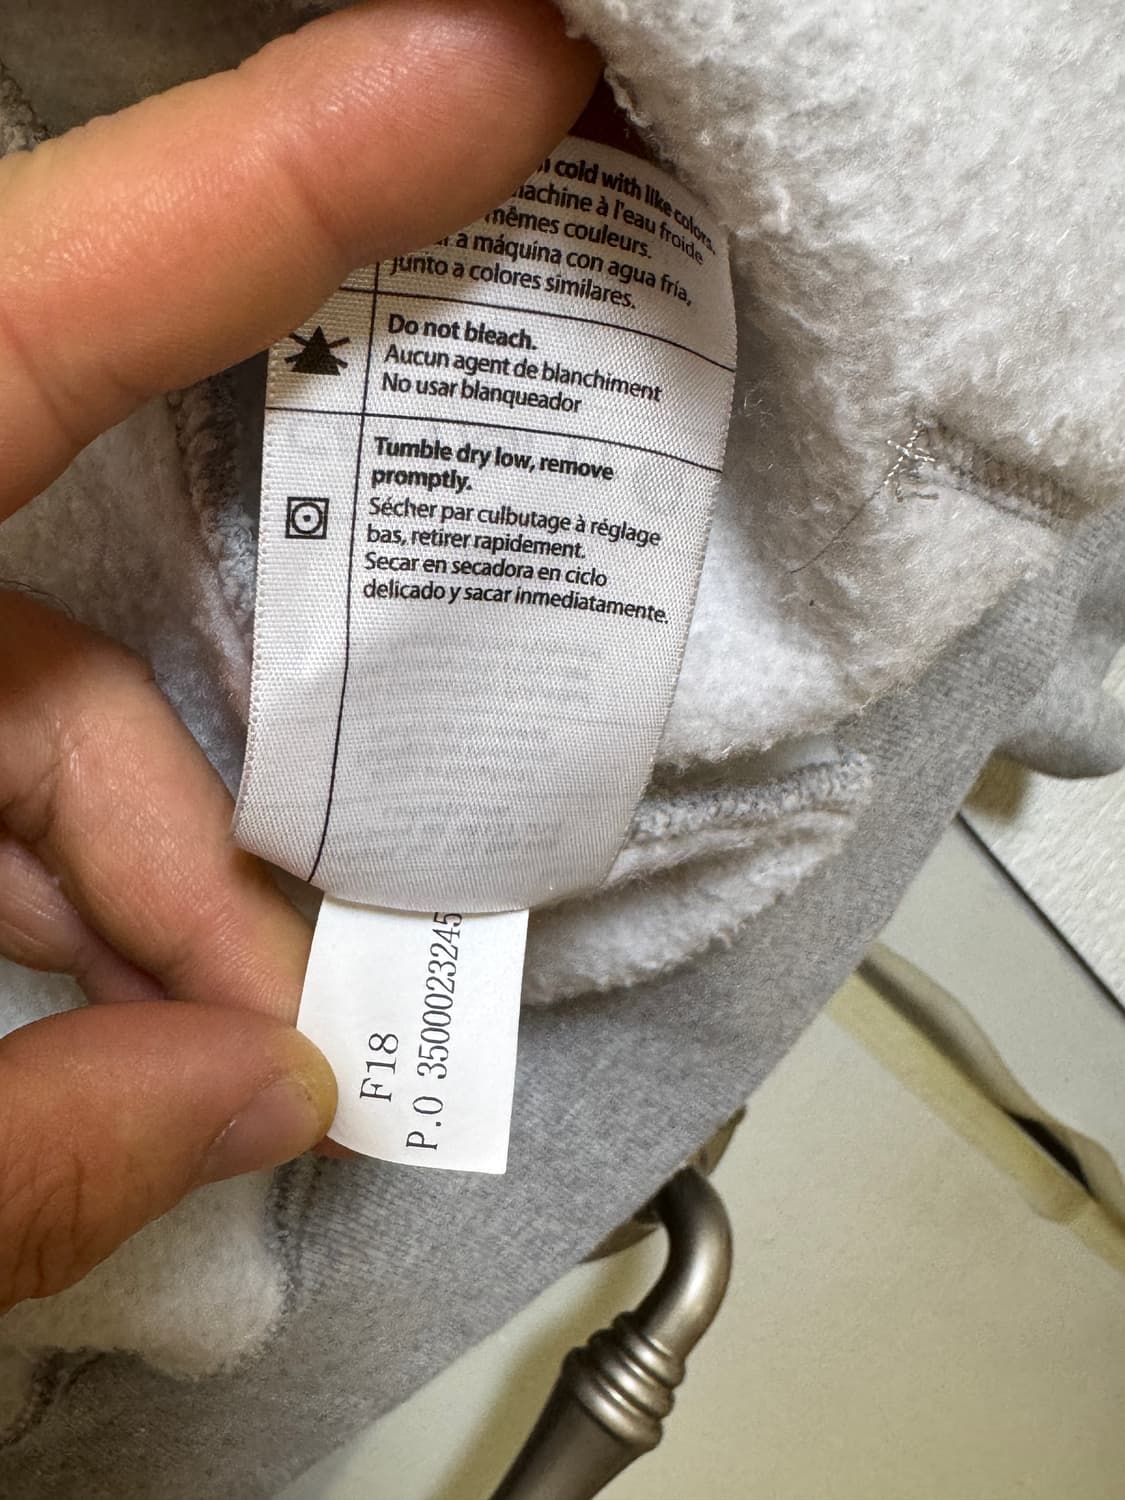 cold with like colors.
à l'eau froide
mêmes couleurs.
a máquina con agua fría,
junto a colores similares.
Do not bleach.
Aucun agent de blanchiment
No usar blanqueador
Tumble dry low, remove
promptly.
Sécher par culbutage à réglage
bas, retirer rapidement.
Secar en secadora en ciclo
delicado y sacar inmediatamente.
F18
P.O 3500023245